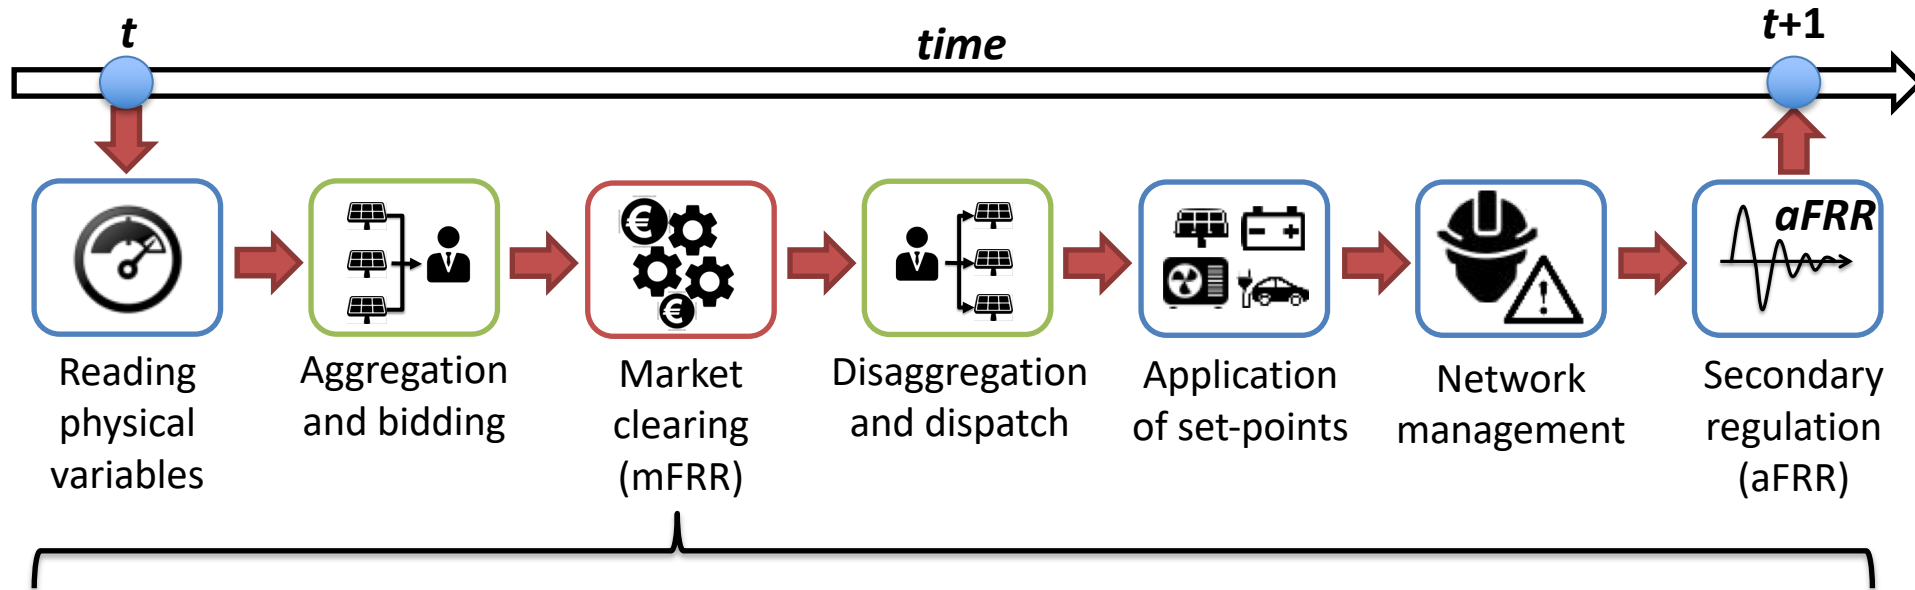 t
time
t+1
aFRR
Reading
physical
variables
Aggregation
and bidding
Market
clearing
(mFRR)
Disaggregation
and dispatch
Application
of set-points
Network
management
Secondary
regulation
(aFRR)